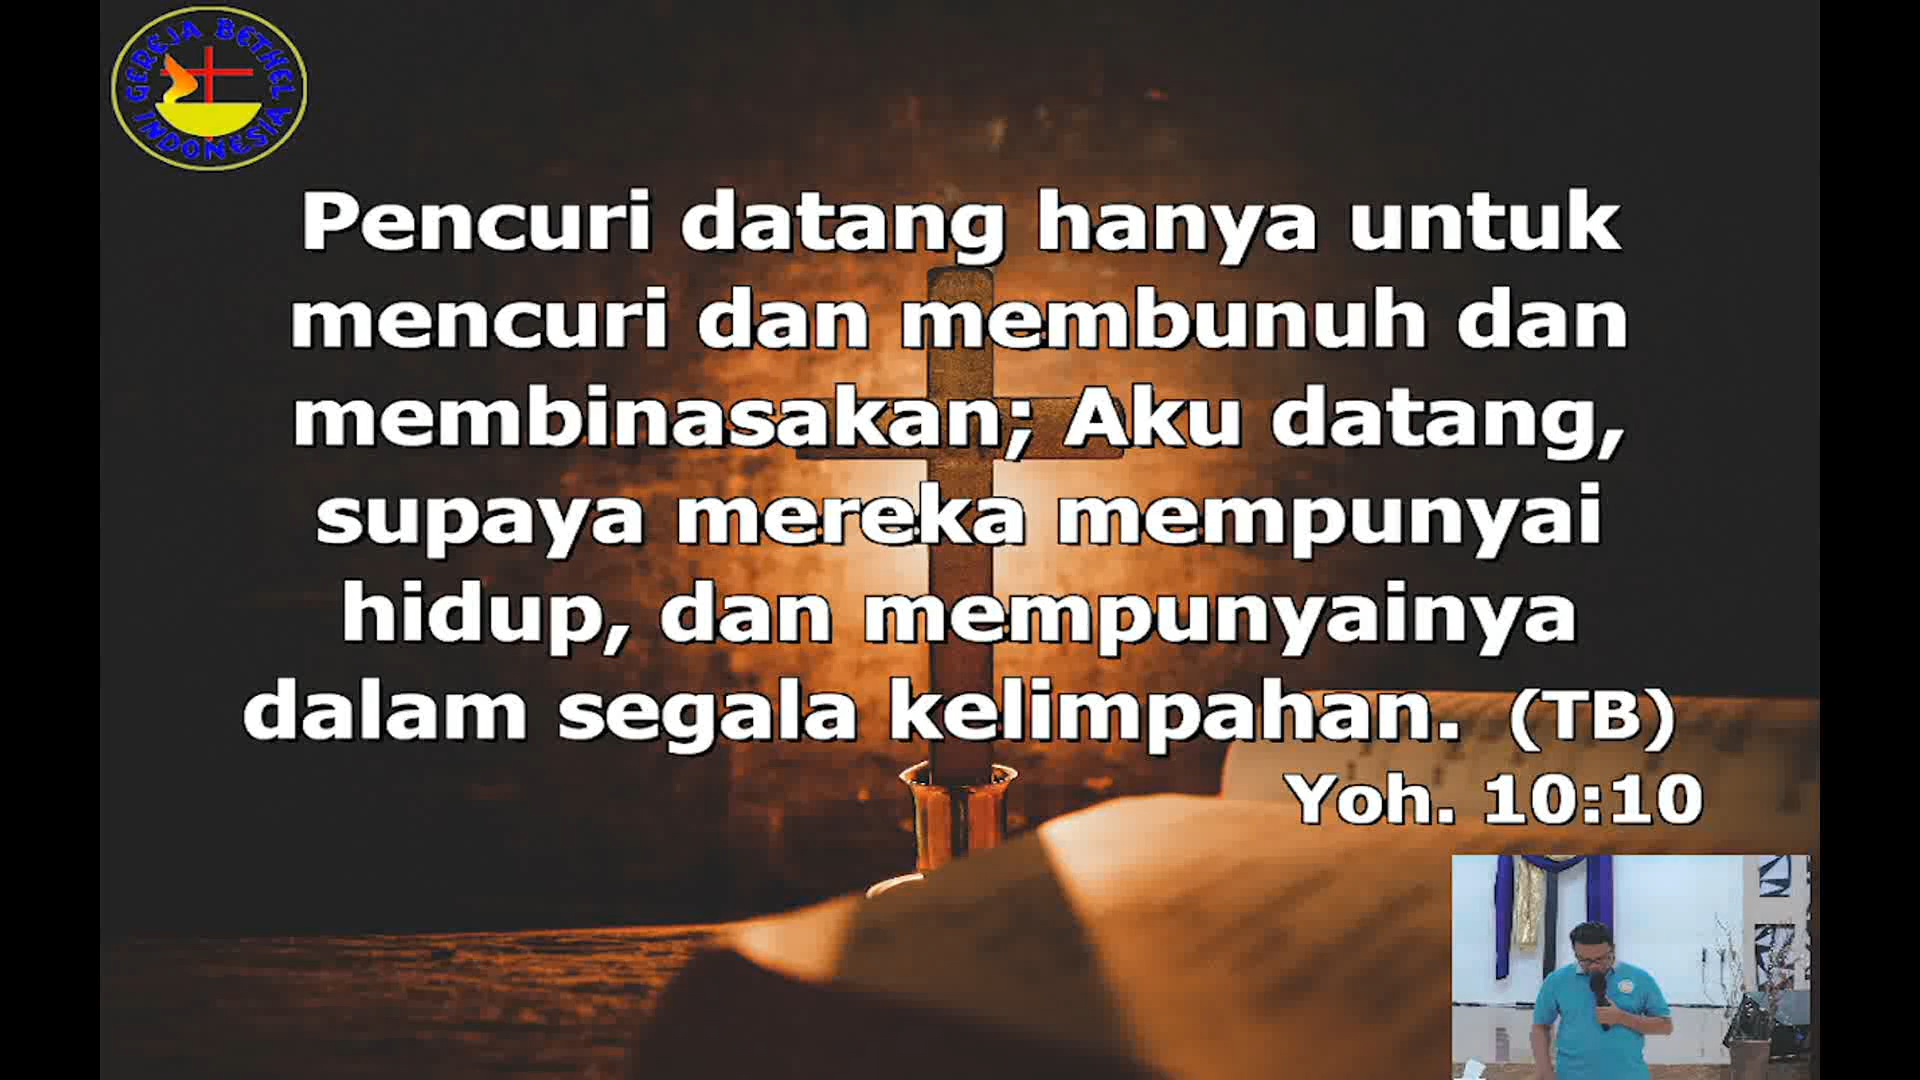 GEREJA BETHEL INDONESIA
Pencuri datang hanya untuk
mencuri dan membunuh dan
membinasakan; Aku datang,
supaya mereka mempunyai
hidup, dan mempunyainya
dalam segala kelimpahan. (TB)
Yoh. 10:10